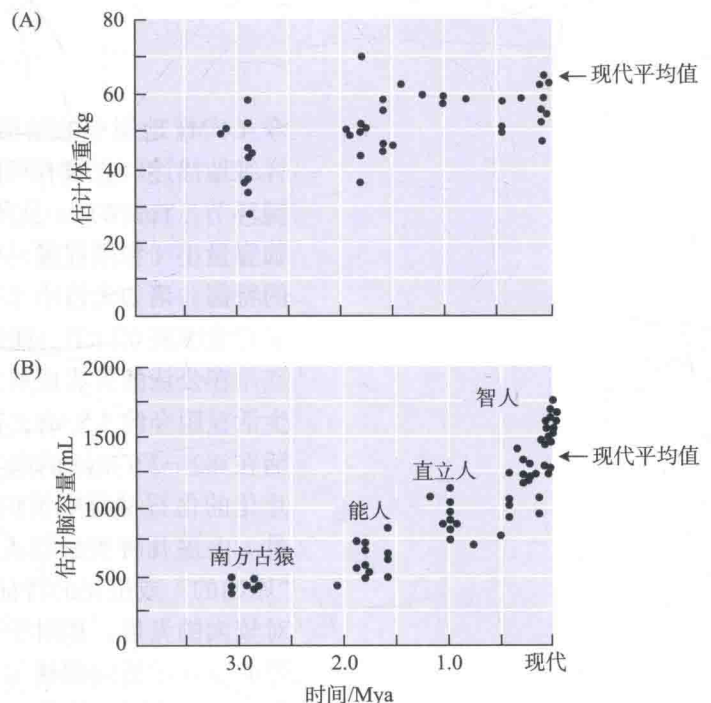 (A)
80
60
40
20
0
估计体重/kg
现代平均值
(B)
2000
1500
1000
500
0
估计脑容量/mL
智人
现代平均值
直立人
能人
南方古猿
3.0 2.0 1.0 现代
时间/Mya